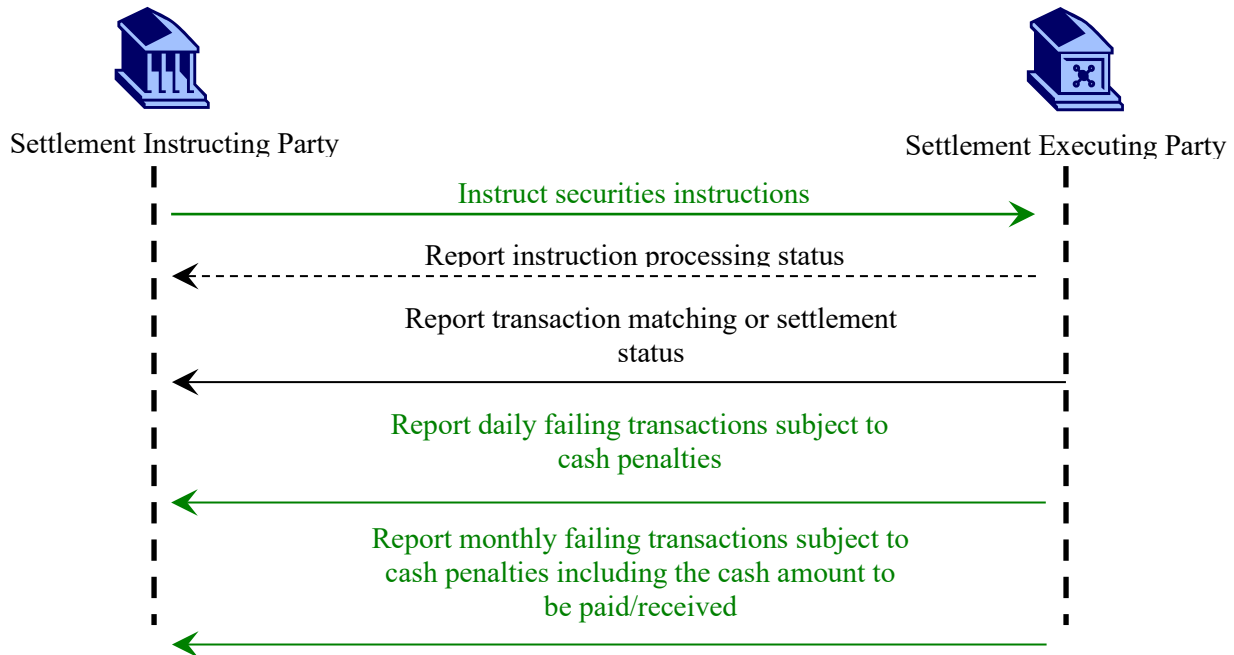 Settlement Instructing Party
Settlement Executing Party
Instruct securities instructions
Report instruction processing status
Report transaction matching or settlement
status
Report daily failing transactions subject to
cash penalties
Report monthly failing transactions subject to
cash penalties including the cash amount to
be paid/received